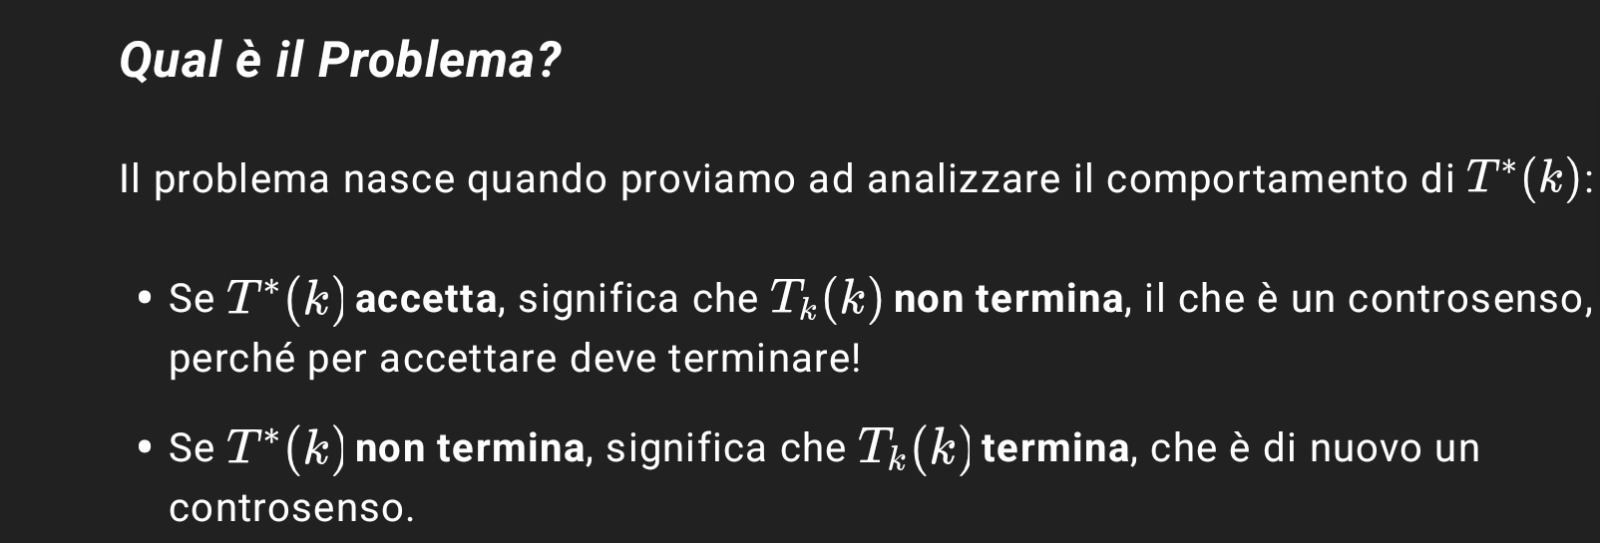 Qual è il Problema?
Il problema nasce quando proviamo ad analizzare il comportamento di T*(k):
• Se T*(k) accetta, significa che Tₖ(k) non termina, il che è un controsenso,
perché per accettare deve terminare!
• Se T*(k) non termina, significa che Tₖ(k) termina, che è di nuovo un
controsenso.